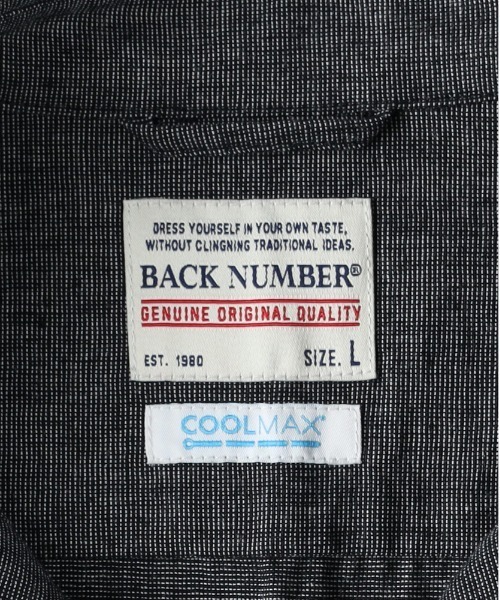 DRESS YOURSELF IN YOUR OWN TASTE,
WITHOUT CLINGNING TRADITIONAL IDEAS.
BACK NUMBER®
GENUINE ORIGINAL QUALITY
EST. 1980 SIZE. L
COOLMAX®